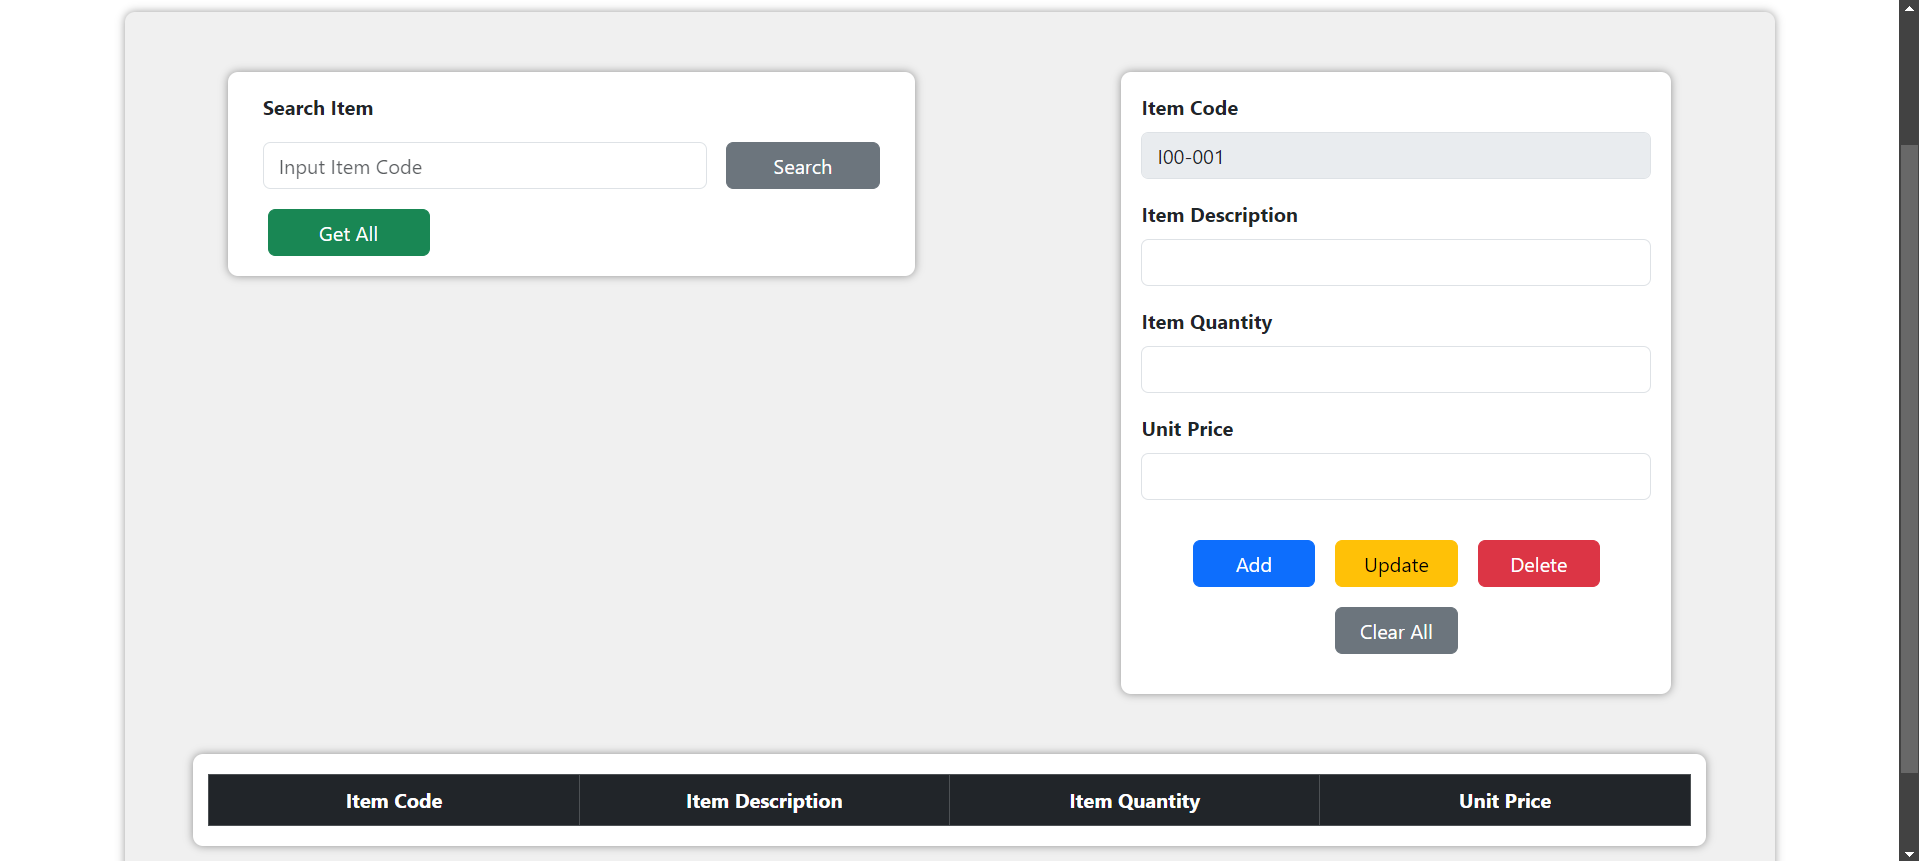 Search Item
Input Item Code
Search
Get All
Item Code
I00-001
Item Description
Item Quantity
Unit Price
Add
Update
Delete
Clear All
Item Code Item Description Item Quantity Unit Price